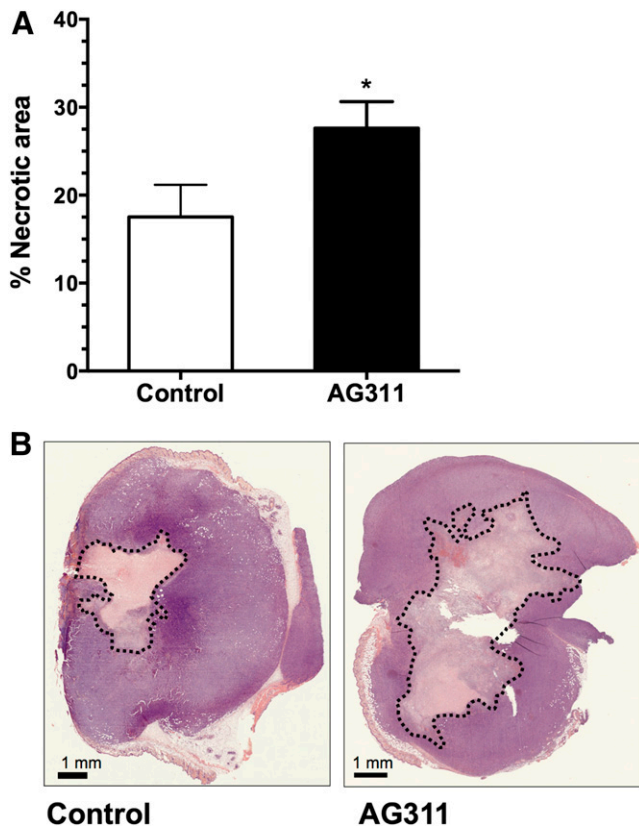 A
% Necrotic area
40
30
20
10
0
*
Control
AG311
B
1 mm
1 mm
Control
AG311